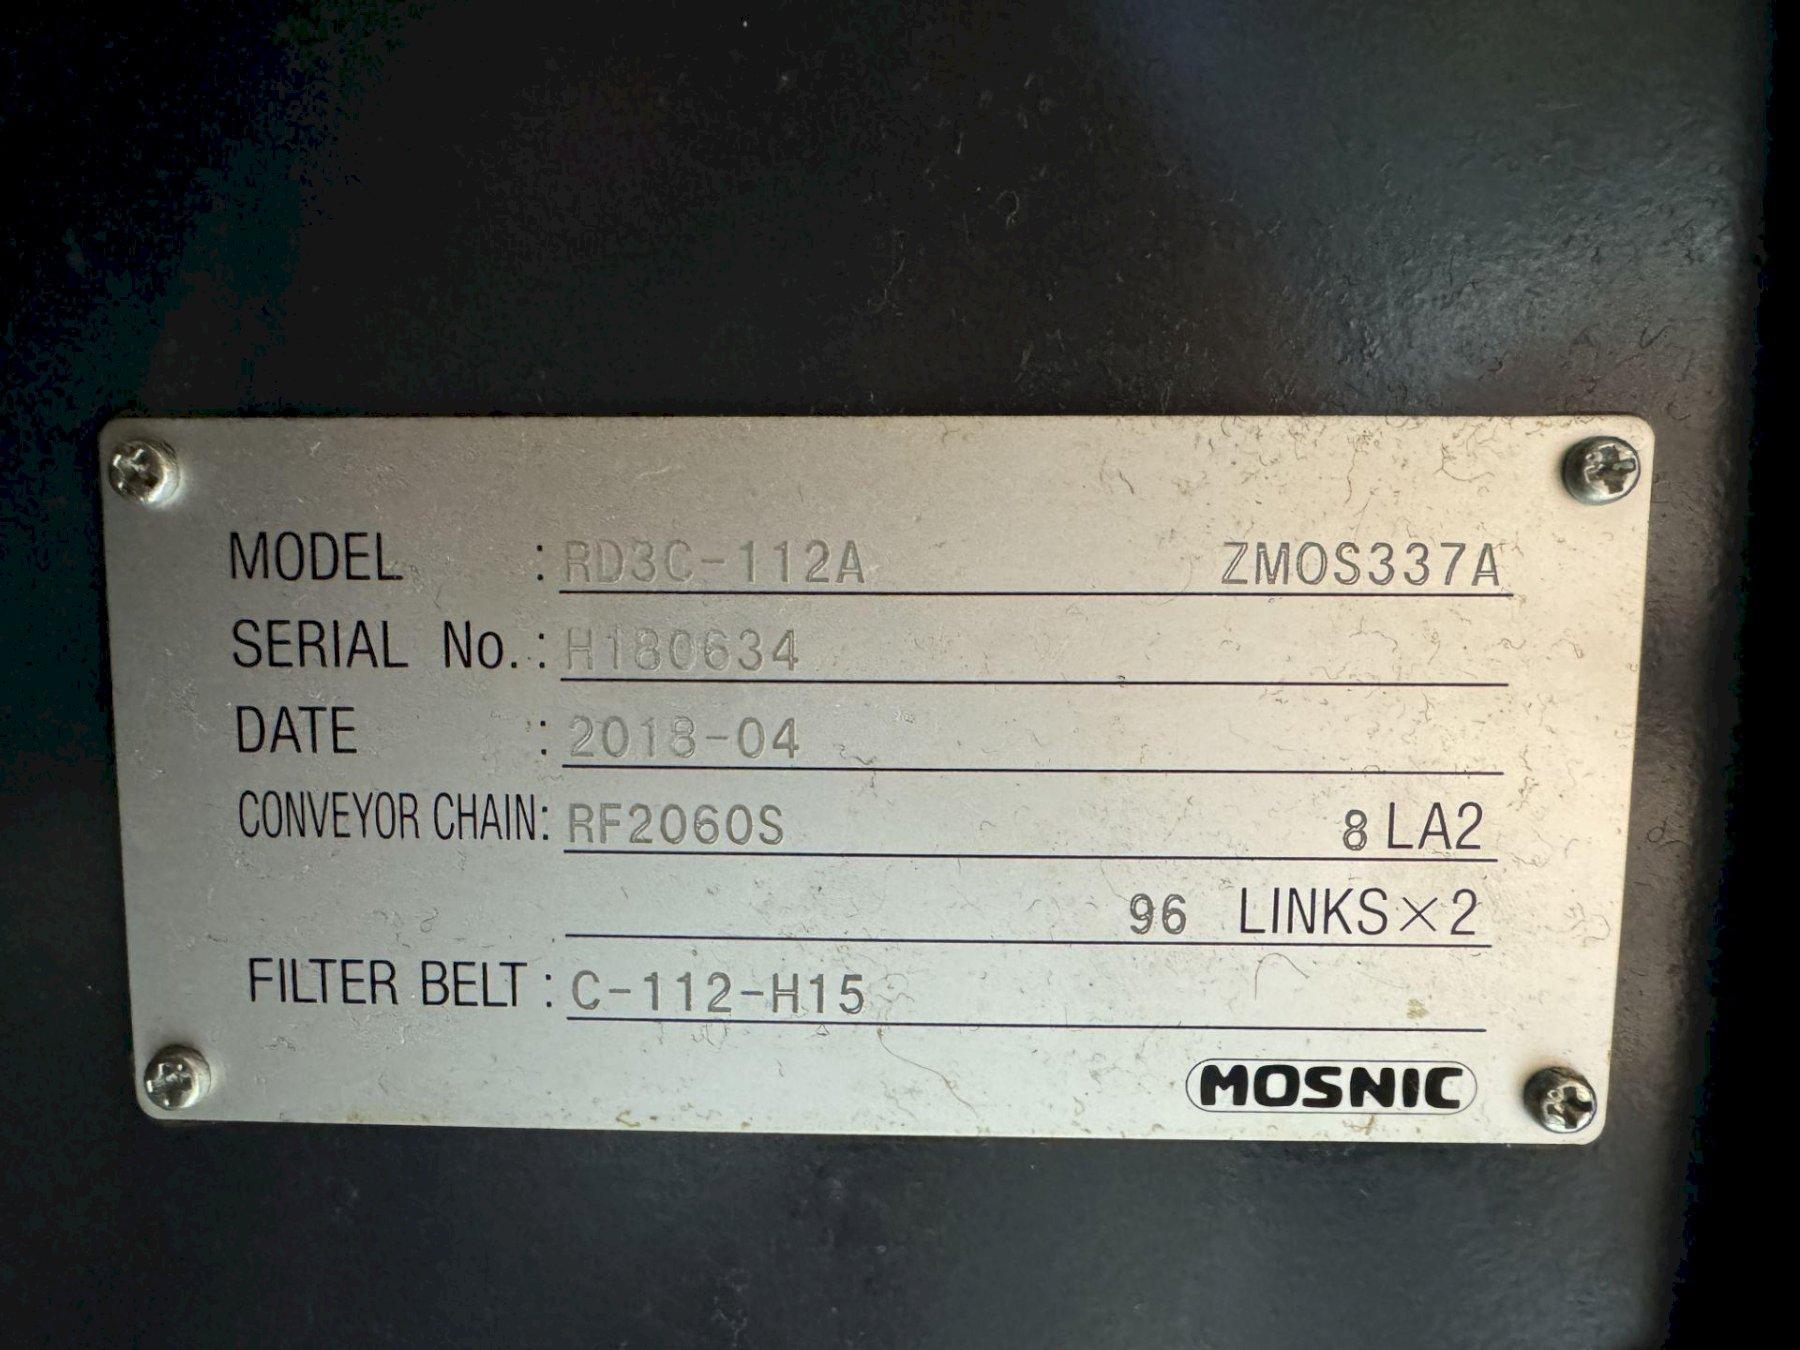 MODEL : RD3C-112A ZMOS337A
SERIAL No. : H180634
DATE : 2018-04
CONVEYOR CHAIN: RF2060S 8 LA2
96 LINKS×2
FILTER BELT : C-112-H15
MOSNIC